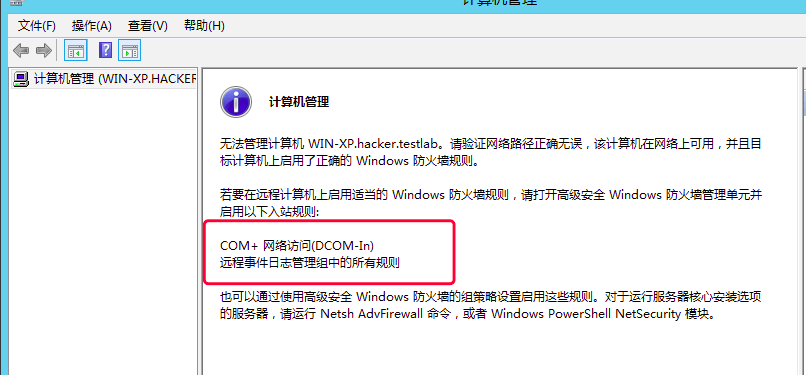 计算机管理
文件(F) 操作(A) 查看(V) 帮助(H)
计算机管理 (WIN-XP.HACKER
计算机管理
无法管理计算机 WIN-XP.hacker.testlab。请验证网络路径正确无误，该计算机在网络上可用，并且目
标计算机上启用了正确的 Windows 防火墙规则。
若要在远程计算机上启用适当的 Windows 防火墙规则，请打开高级安全 Windows 防火墙管理单元并
启用以下入站规则:
COM+ 网络访问(DCOM-In)
远程事件日志管理组中的所有规则
也可以通过使用高级安全 Windows 防火墙的组策略设置启用这些规则。对于运行服务器核心安装选项
的服务器，请运行 Netsh AdvFirewall 命令，或者 Windows PowerShell NetSecurity 模块。